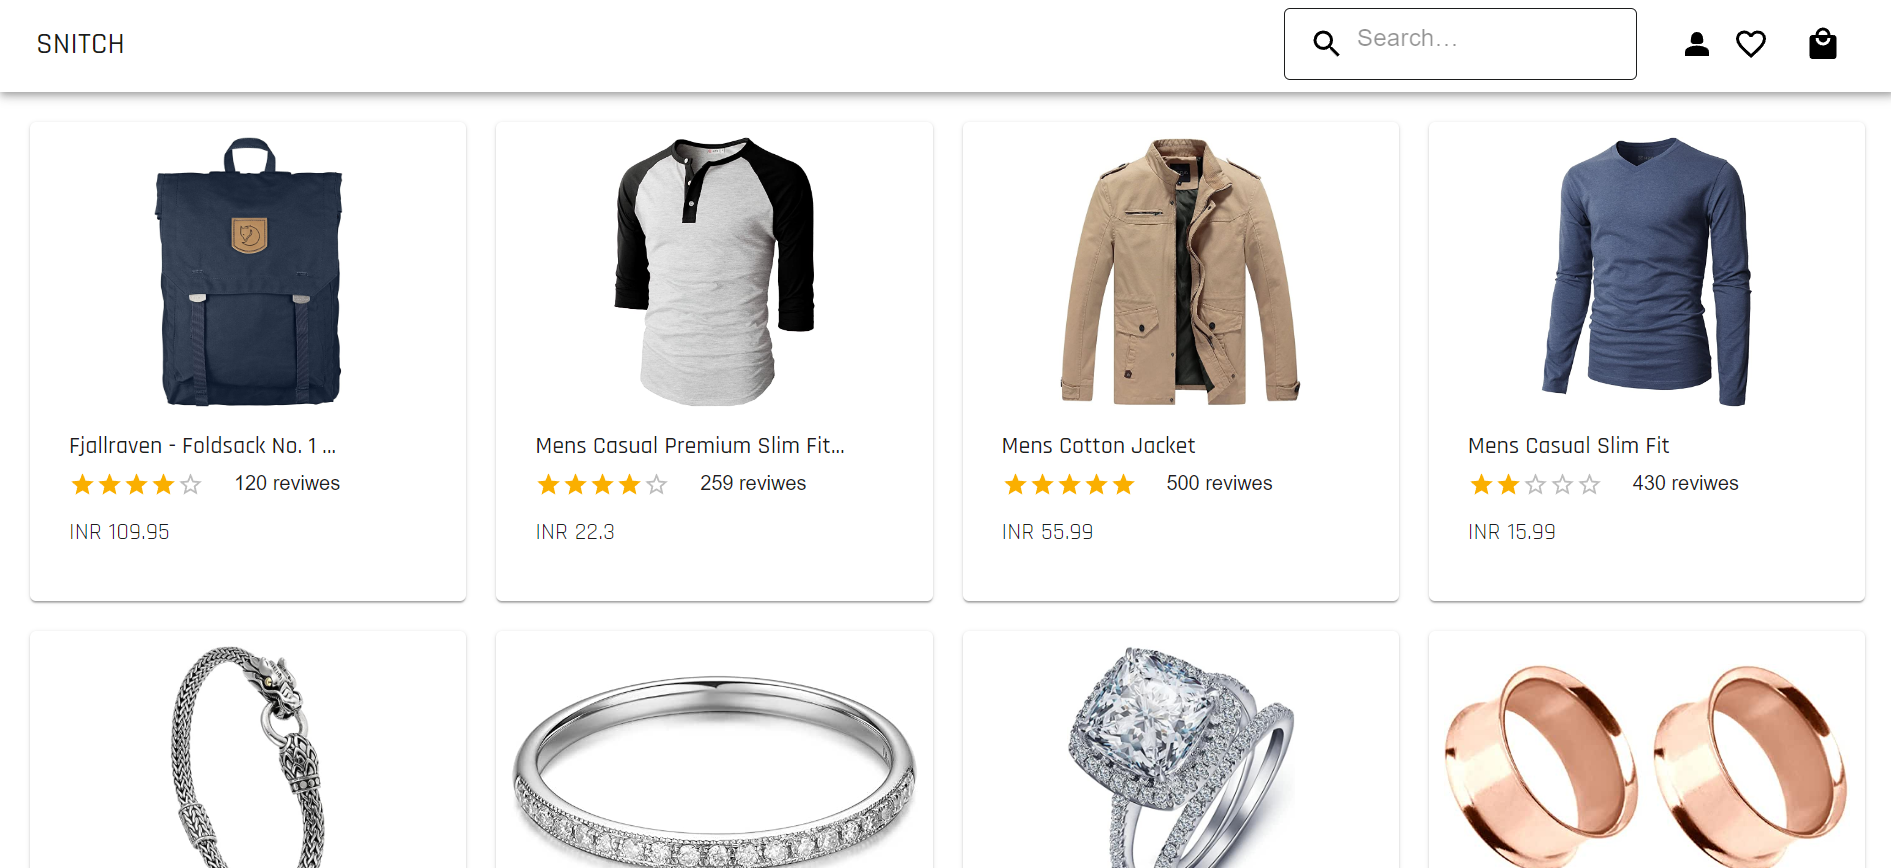 SNITCH
Search...
Fjallraven - Foldsack No. 1 ...
120 reviwes
INR 109.95
Mens Casual Premium Slim Fit...
259 reviwes
INR 22.3
Mens Cotton Jacket
500 reviwes
INR 55.99
Mens Casual Slim Fit
430 reviwes
INR 15.99